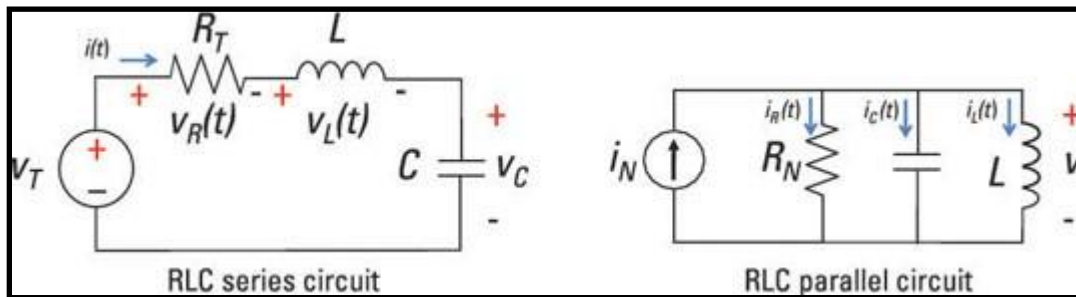 i(t) R_T L
+ - + - +
v_R(t) v_L(t)
v_T + − C v_C
-
RLC series circuit
i_R(t) i_C(t) i_L(t) +
i_N R_N L v
-
RLC parallel circuit